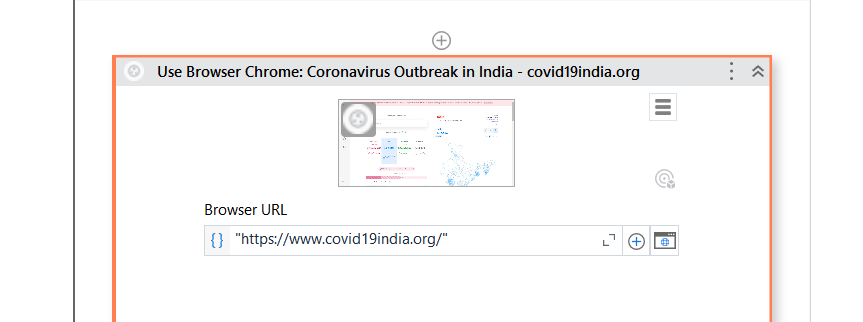 Use Browser Chrome: Coronavirus Outbreak in India - covid19india.org
Browser URL
{} "https://www.covid19india.org/"